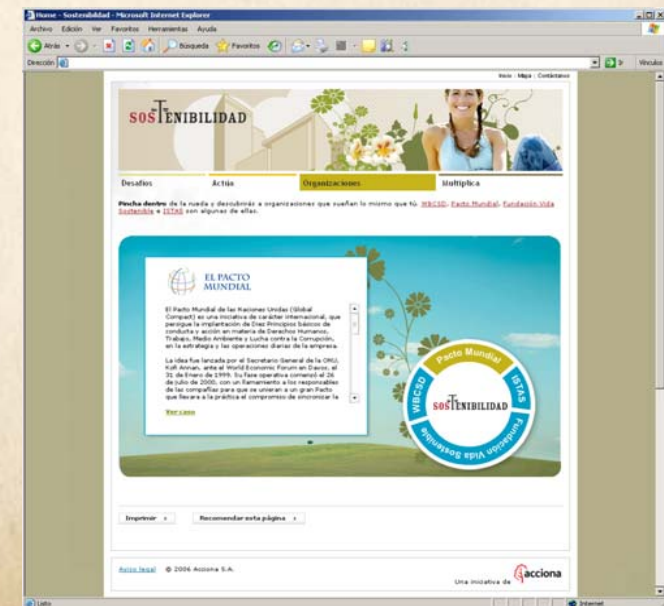 Home - Sostenibilidad - Microsoft Internet Explorer
Archivo Edición Ver Favoritos Herramientas Ayuda
Atrás Búsqueda Favoritos
Dirección Ir Vínculos
Inicio | Mapa | Contáctanos
SOSTENIBILIDAD
Desafíos Actúa Organizaciones Multiplica
Pincha dentro de la rueda y descubrirás a organizaciones que sueñan lo mismo que tú. WBCSD, Pacto Mundial, Fundación Vida
Sostenible e ISTAS son algunas de ellas.
EL PACTO
MUNDIAL
El Pacto Mundial de las Naciones Unidas (Global
Compact) es una iniciativa de carácter internacional, que
persigue la implantación de Diez Principios básicos de
conducta y acción en materia de Derechos Humanos,
Trabajo, Medio Ambiente y Lucha contra la Corrupción,
en la estrategia y las operaciones diarias de la empresa.
La idea fue lanzada por el Secretario General de la ONU,
Kofi Annan, ante el World Economic Forum en Davos, el
31 de Enero de 1999. Su fase operativa comenzó el 26
de julio de 2000, con un llamamiento a los responsables
de las compañías para que se unieran a un gran Pacto
que llevara a la práctica el compromiso de sincronizar la
Ver caso
Pacto Mundial
ISTAS
Fundación Vida Sostenible
WBCSD
SOSTENIBILIDAD
Imprimir Recomendar esta página
Aviso legal © 2006 Acciona S.A.
Una iniciativa de acciona
Listo Internet